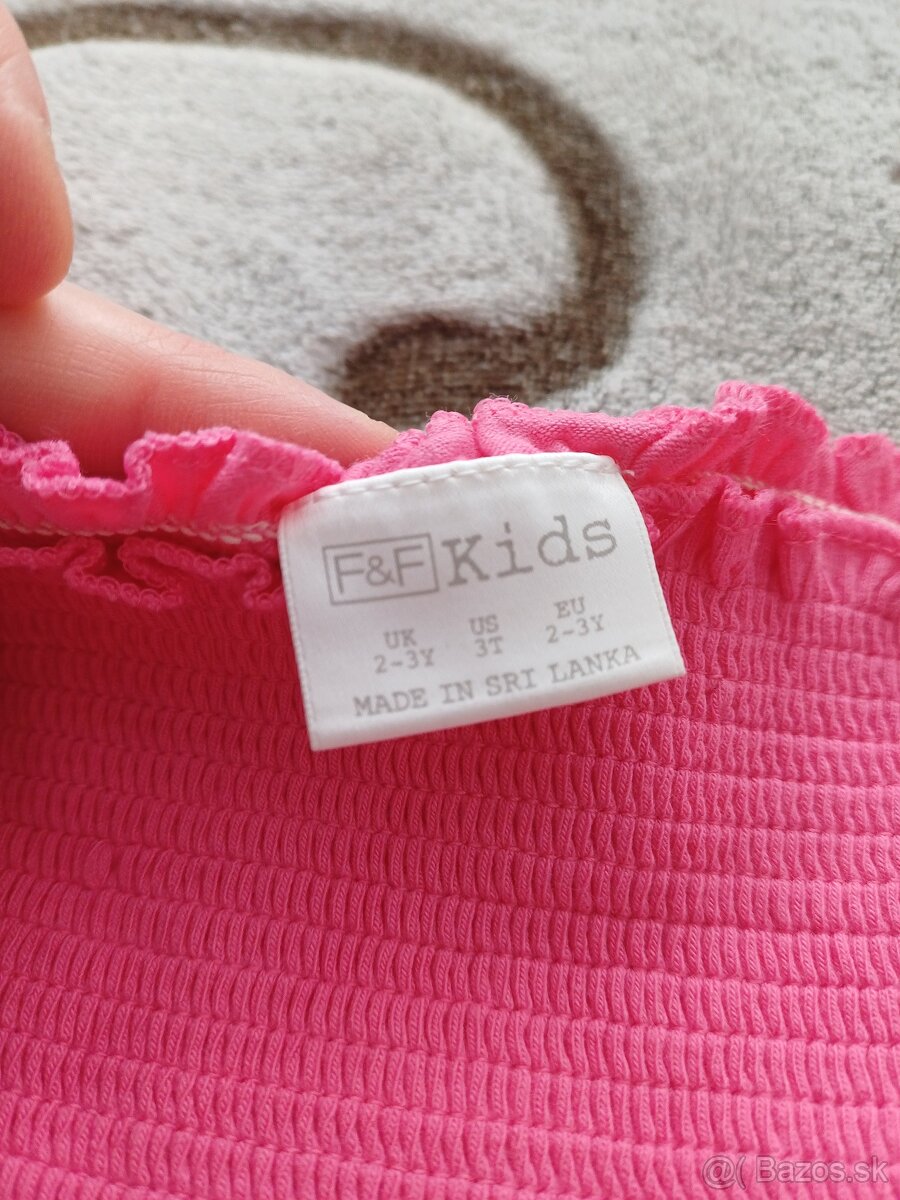 F&F Kids
UK US EU
2-3Y 3T 2-3Y
MADE IN SRI LANKA
@( Bazos.sk